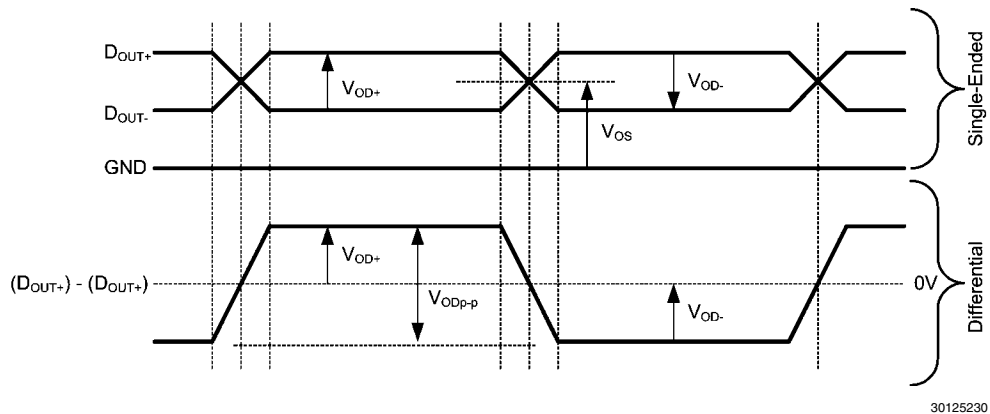 DOUT+
VOD+
VOD-
DOUT-
VOS
GND
Single-Ended
VOD+
(DOUT+) - (DOUT+)
VODp-p
0V
VOD-
Differential
30125230